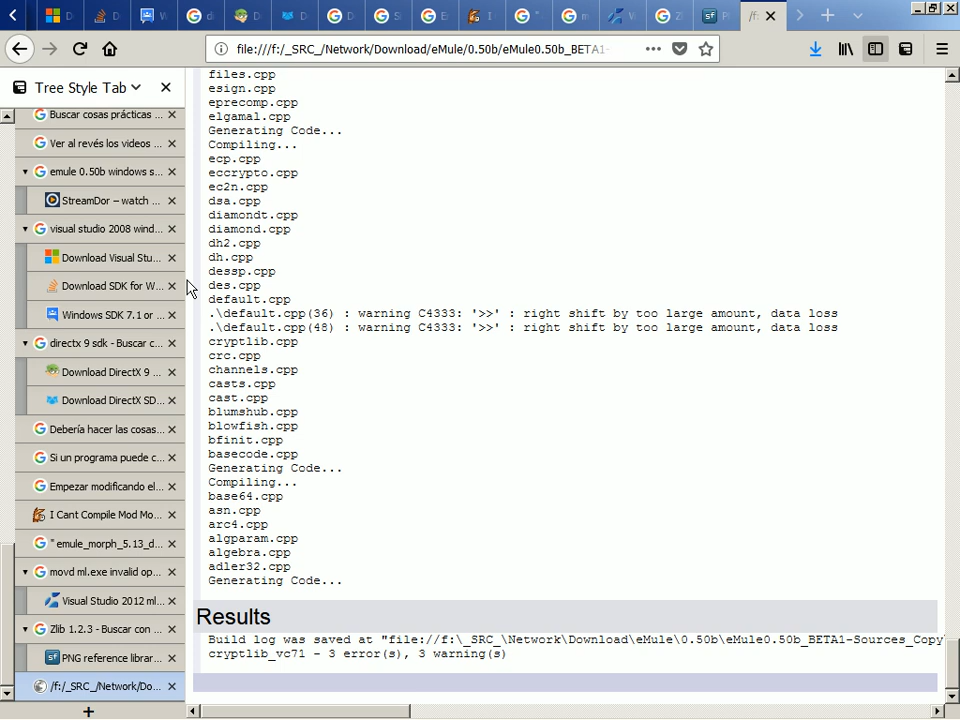 file:///f:/_SRC_/Network/Download/eMule/0.50b/eMule0.50b_BETA1-
Tree Style Tab
Buscar cosas prácticas ...
Ver al revés los videos ...
emule 0.50b windows s...
StreamDor – watch ...
visual studio 2008 wind...
Download Visual Stu...
Download SDK for W...
Windows SDK 7.1 or ...
directx 9 sdk - Buscar c...
Download DirectX 9 ...
Download DirectX SD...
Debería hacer las cosas...
Si un programa puede c...
Empezar modificando el...
I Cant Compile Mod Mo...
" emule_morph_5.13_d...
movd ml.exe invalid op...
Visual Studio 2012 ml...
Zlib 1.2.3 - Buscar con ...
PNG reference librar...
/f:/_SRC_/Network/Do...
files.cpp
esign.cpp
eprecomp.cpp
elgamal.cpp
Generating Code...
Compiling...
ecp.cpp
eccrypto.cpp
ec2n.cpp
dsa.cpp
diamondt.cpp
diamond.cpp
dh2.cpp
dh.cpp
dessp.cpp
des.cpp
default.cpp
.\default.cpp(36) : warning C4333: '>>' : right shift by too large amount, data loss
.\default.cpp(48) : warning C4333: '>>' : right shift by too large amount, data loss
cryptlib.cpp
crc.cpp
channels.cpp
casts.cpp
cast.cpp
blumshub.cpp
blowfish.cpp
bfinit.cpp
basecode.cpp
Generating Code...
Compiling...
base64.cpp
asn.cpp
arc4.cpp
algparam.cpp
algebra.cpp
adler32.cpp
Generating Code...
Results
Build log was saved at "file://f:\_SRC_\Network\Download\eMule\0.50b\eMule0.50b_BETA1-Sources_Copy
cryptlib_vc71 - 3 error(s), 3 warning(s)